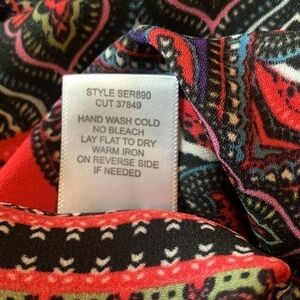 STYLE SER890
CUT 37849
HAND WASH COLD
NO BLEACH
LAY FLAT TO DRY
WARM IRON
ON REVERSE SIDE
IF NEEDED